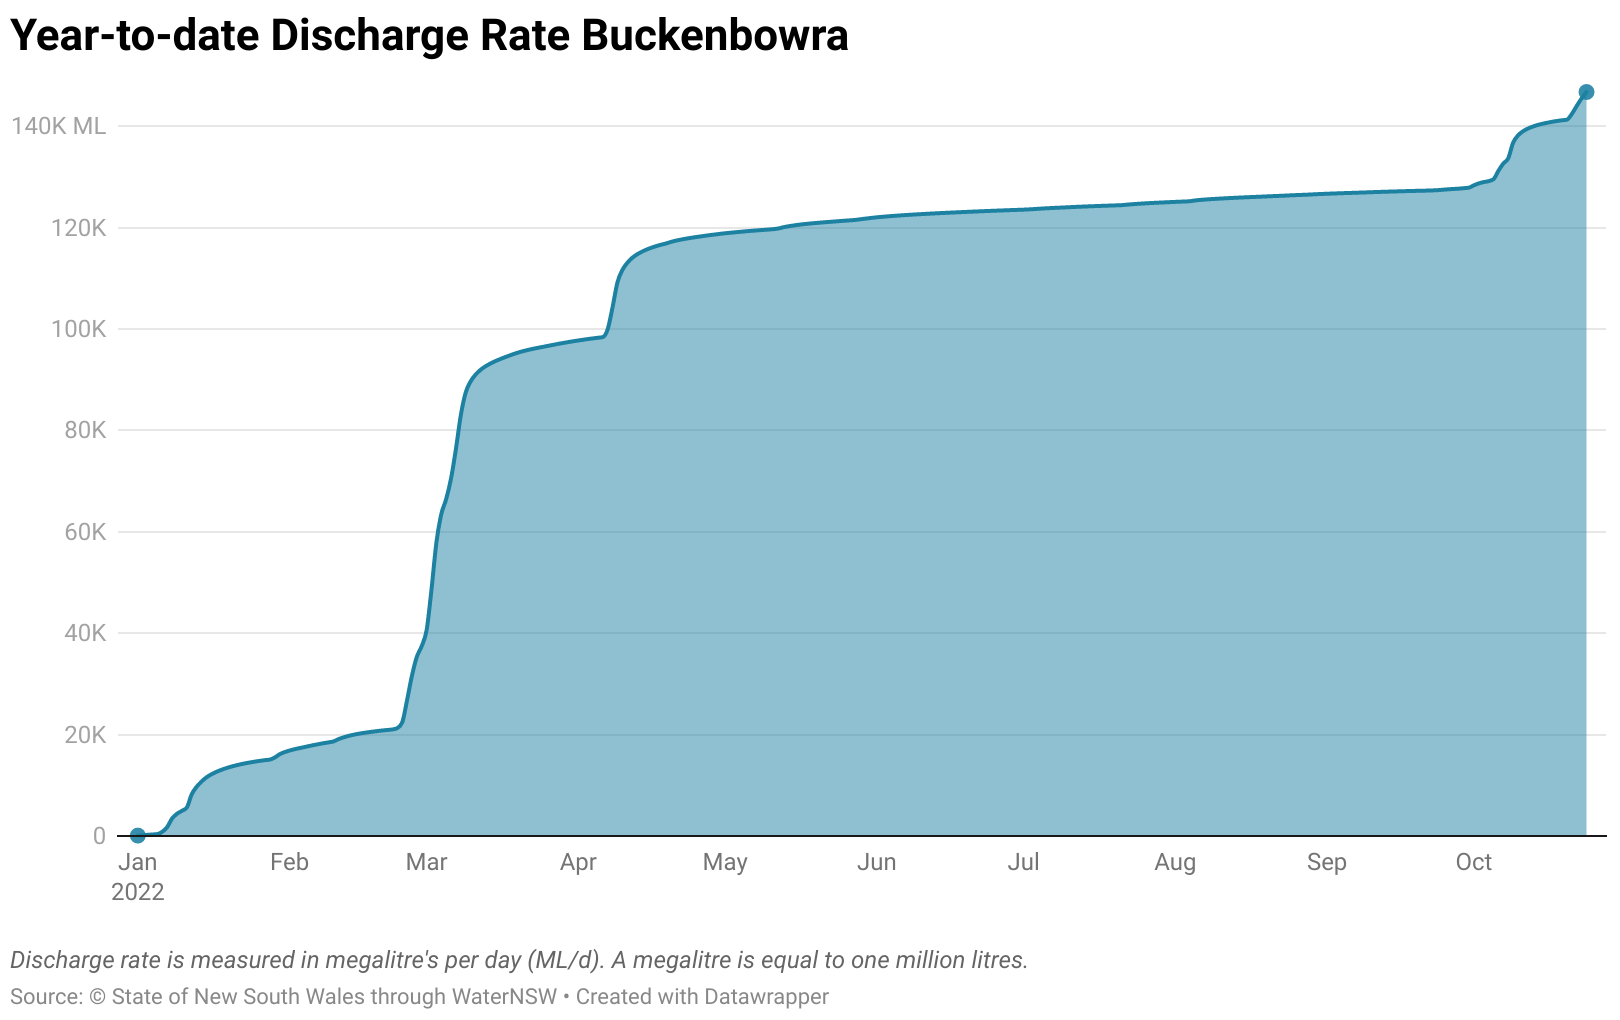 Year-to-date Discharge Rate Buckenbowra
140K ML
120K
100K
80K
60K
40K
20K
0
Jan Feb Mar Apr May Jun Jul Aug Sep Oct
2022
Discharge rate is measured in megalitre's per day (ML/d). A megalitre is equal to one million litres.
Source: © State of New South Wales through WaterNSW • Created with Datawrapper